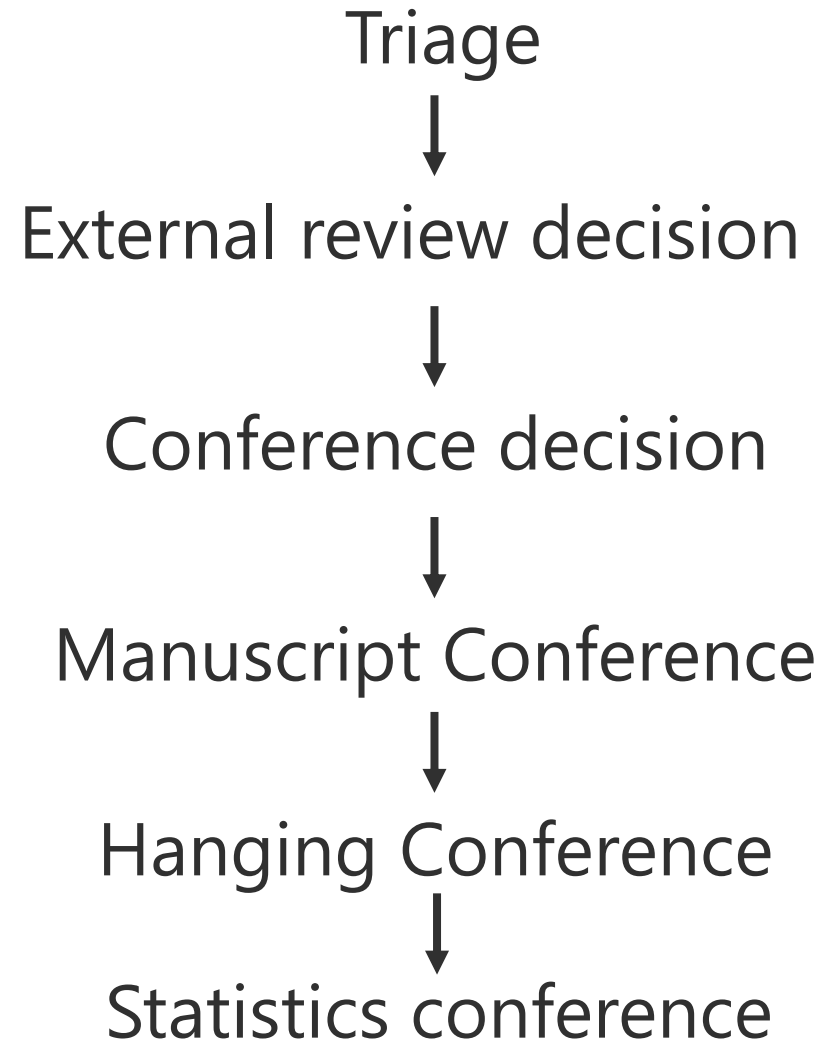 Triage
External review decision
Conference decision
Manuscript Conference
Hanging Conference
Statistics conference